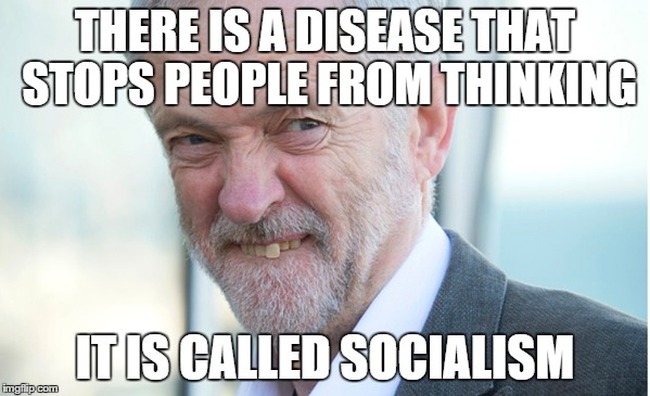 THERE IS A DISEASE THAT
STOPS PEOPLE FROM THINKING
IT IS CALLED SOCIALISM
imgflip.com